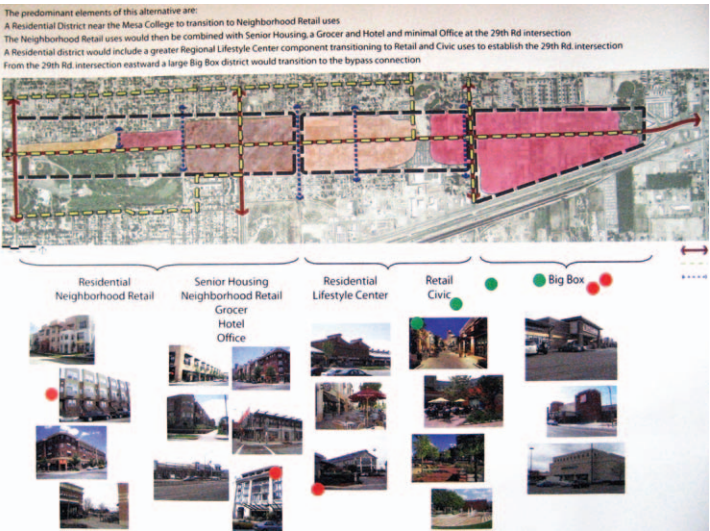 The predominant elements of this alternative are:
A Residential District near the Mesa College to transition to Neighborhood Retail uses
The Neighborhood Retail uses would then be combined with Senior Housing, a Grocer and Hotel and minimal Office at the 29th Rd intersection
A Residential district would include a greater Regional Lifestyle Center component transitioning to Retail and Civic uses to establish the 29th Rd. intersection
From the 29th Rd. intersection eastward a large Big Box district would transition to the bypass connection
Residential
Neighborhood Retail
Senior Housing
Neighborhood Retail
Grocer
Hotel
Office
Residential
Lifestyle Center
Retail
Civic
Big Box